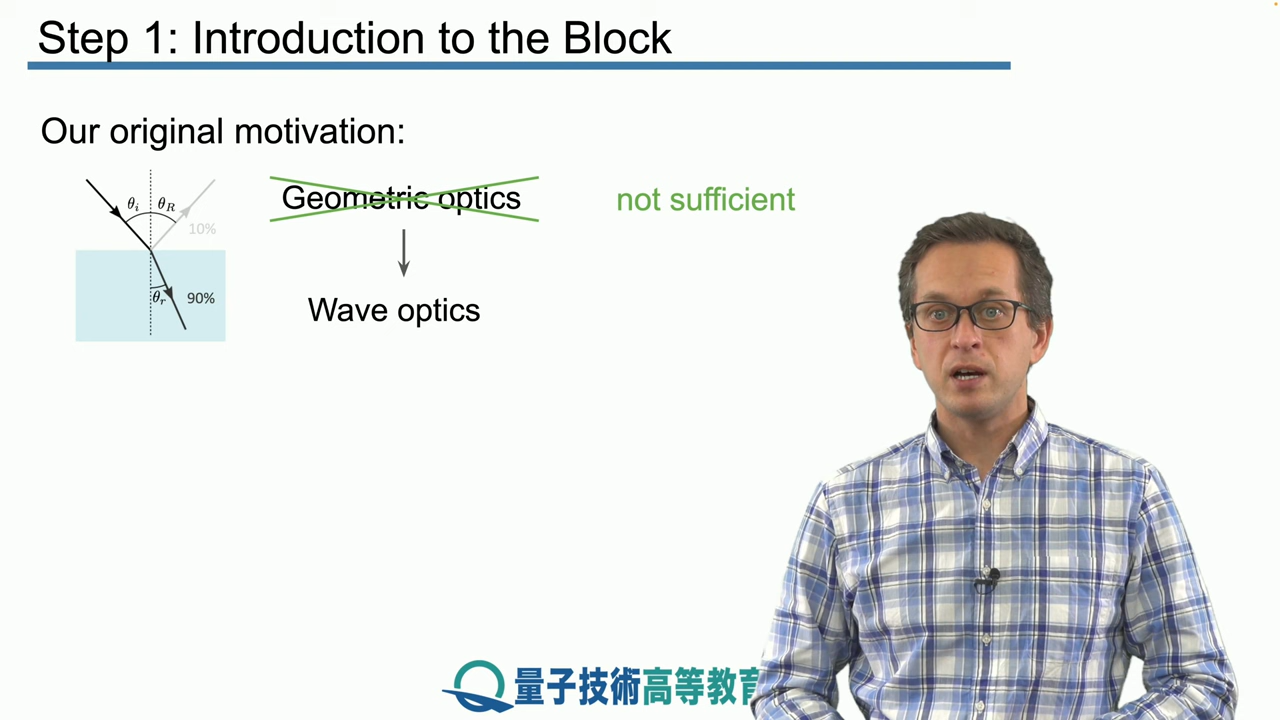 Step 1: Introduction to the Block
Our original motivation:
Geometric optics
not sufficient
θi
θR
10%
θr
90%
Wave optics
量子技術高等教育